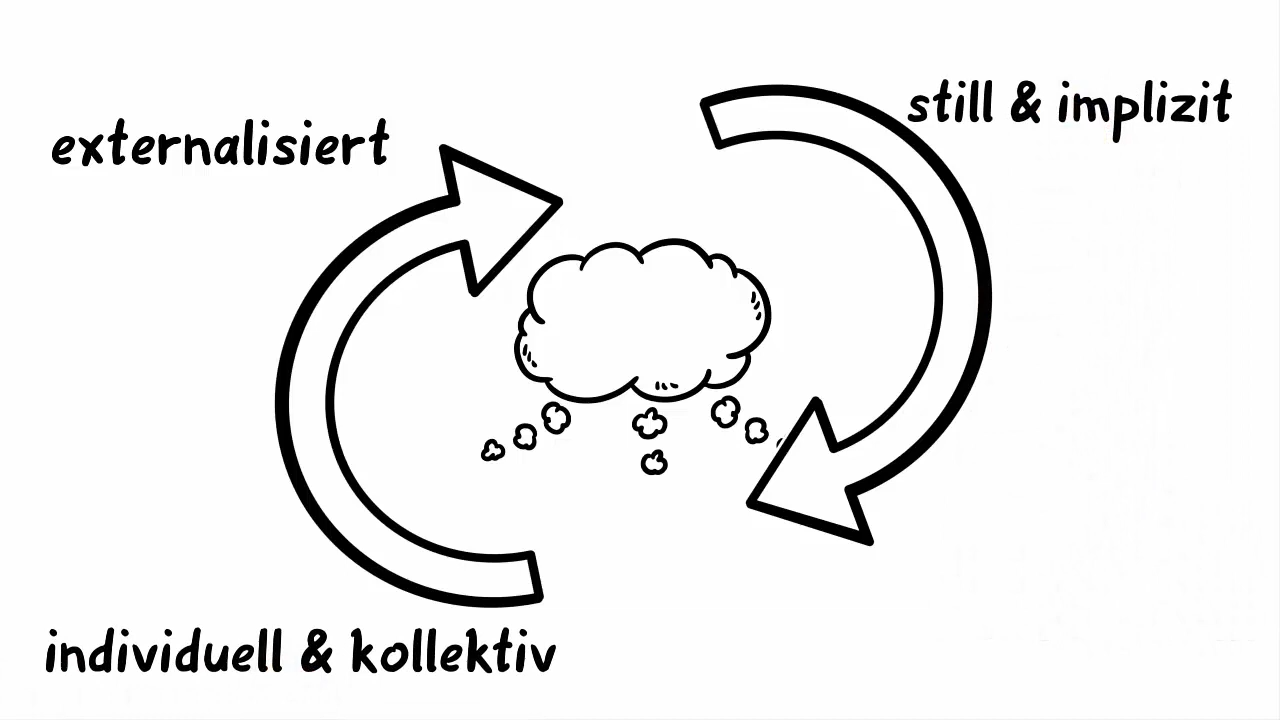 externalisiert
still & implizit
individuell & kollektiv